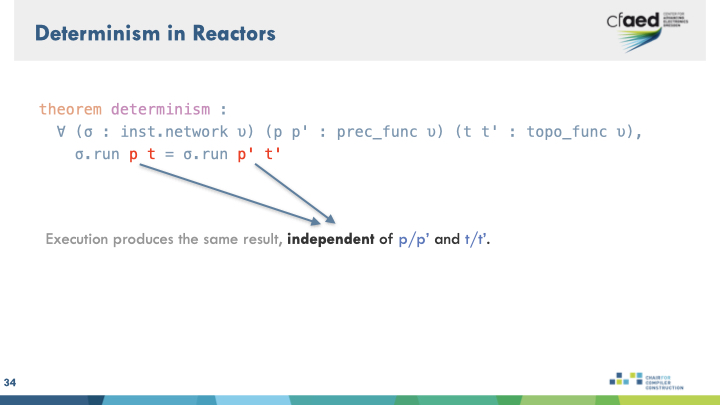 Determinism in Reactors
cfaed
CENTER FOR
ADVANCING
ELECTRONICS
DRESDEN
theorem determinism :
∀ (σ : inst.network υ) (p p' : prec_func υ) (t t' : topo_func υ),
σ.run p t = σ.run p' t'
Execution produces the same result, independent of p/p’ and t/t’.
34
CHAIR FOR
COMPILER
CONSTRUCTION